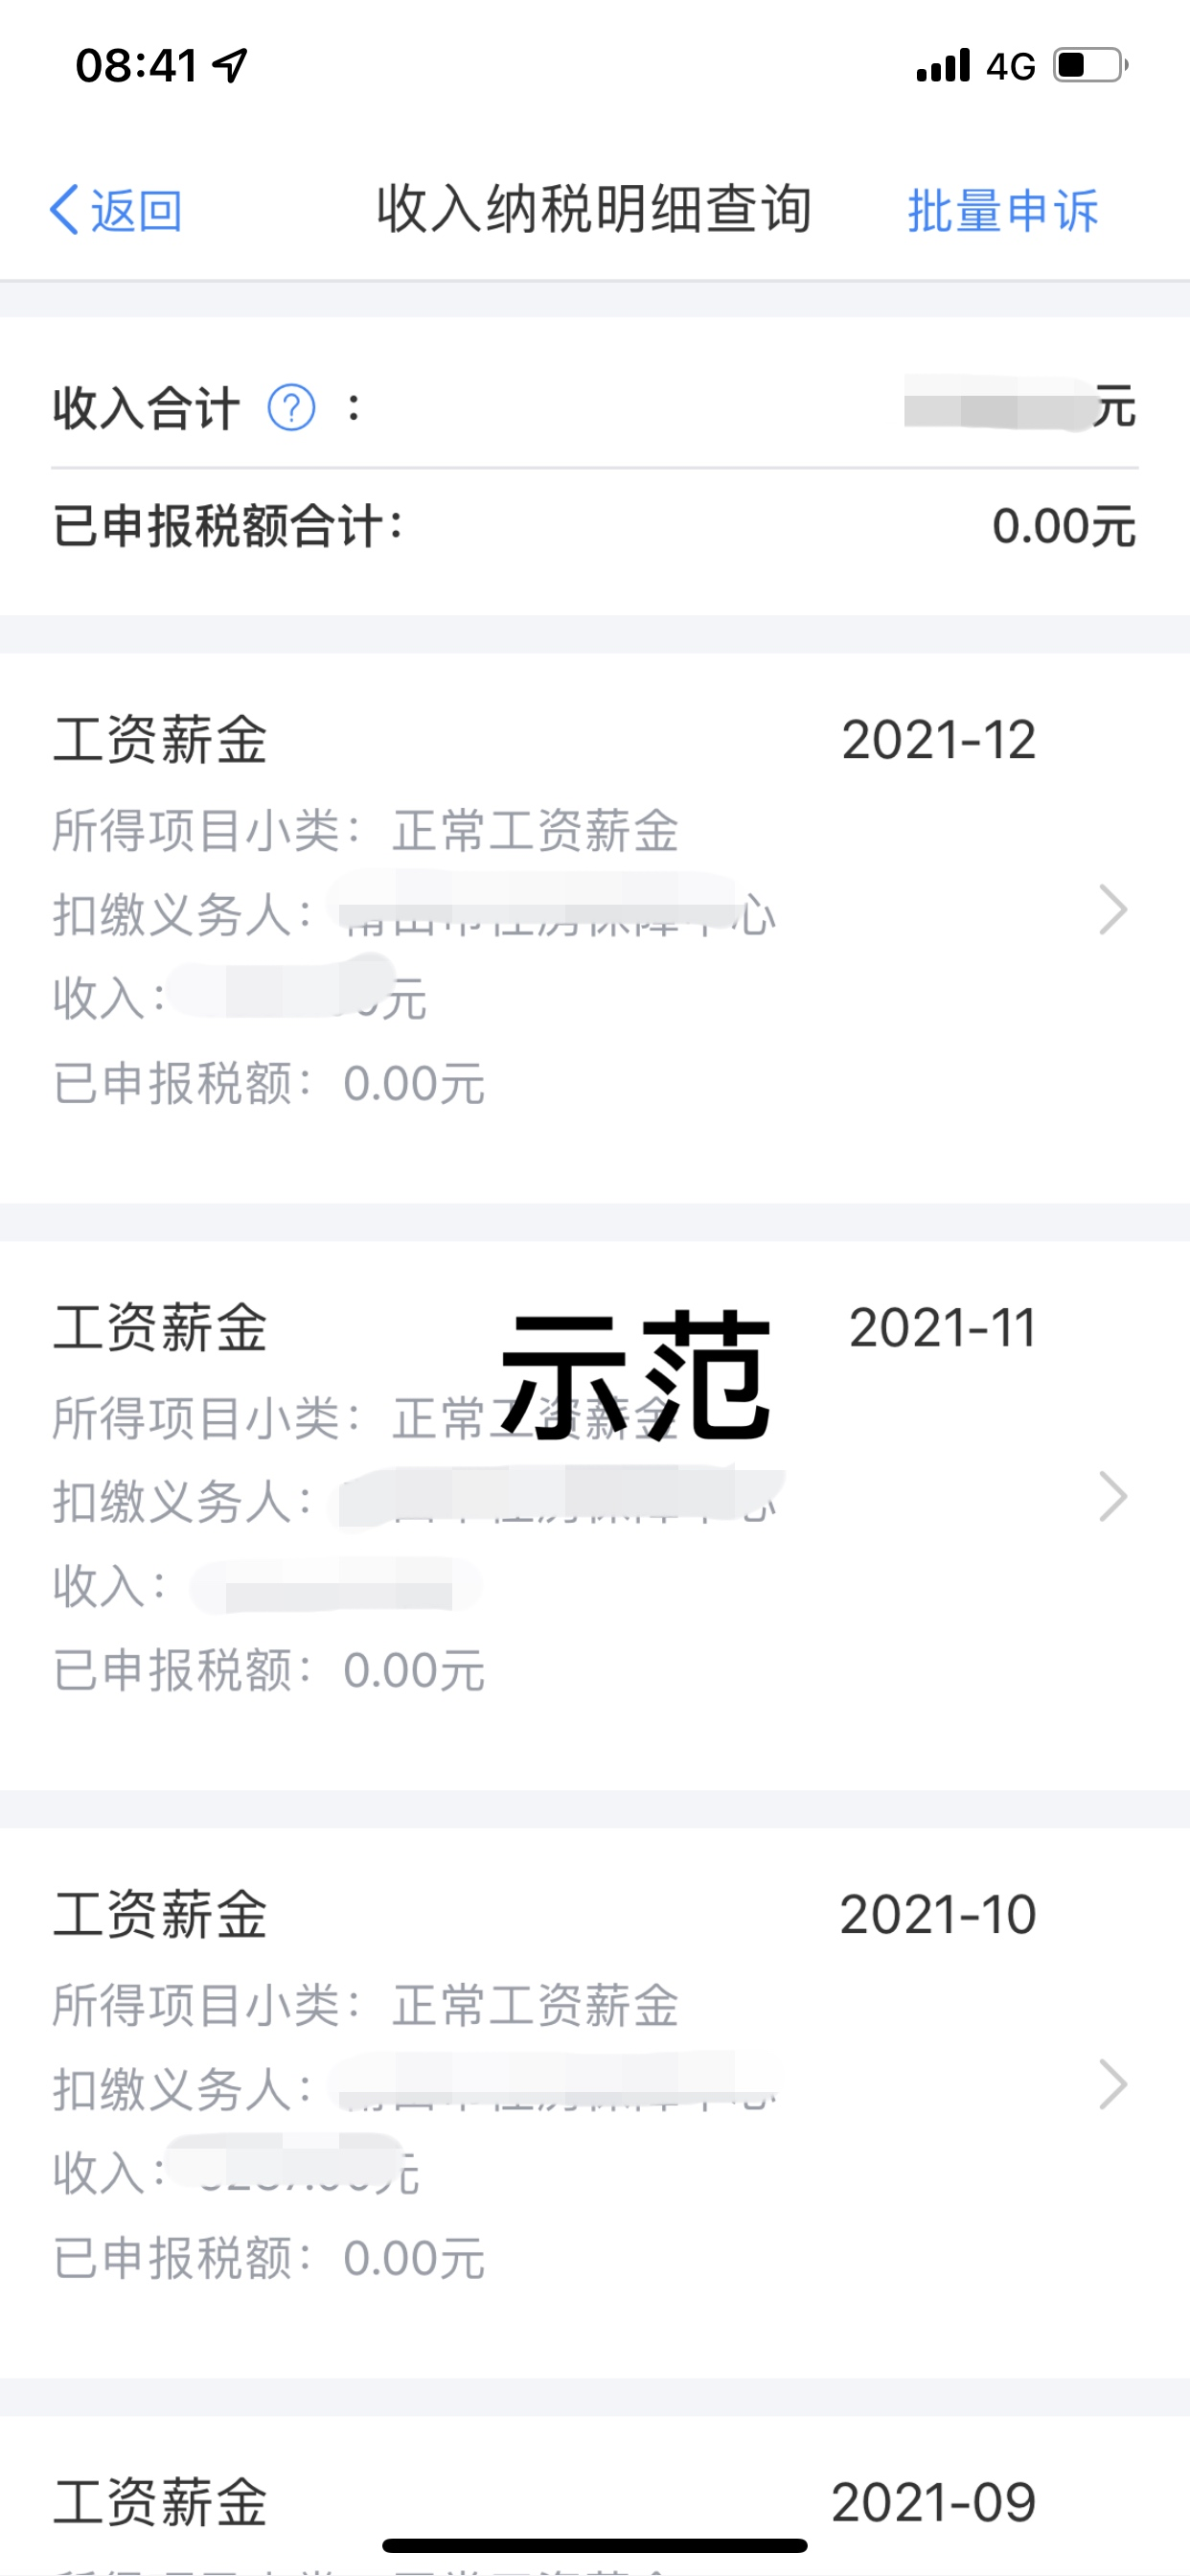 08:41 4G
返回 收入纳税明细查询 批量申诉
收入合计 ? : 元
已申报税额合计: 0.00元
工资薪金 2021-12
所得项目小类: 正常工资薪金
扣缴义务人: 心
收入: 元
已申报税额: 0.00元
工资薪金 2021-11
示范
所得项目小类: 正常工资薪金
扣缴义务人:
收入:
已申报税额: 0.00元
工资薪金 2021-10
所得项目小类: 正常工资薪金
扣缴义务人:
收入: 元
已申报税额: 0.00元
工资薪金 2021-09